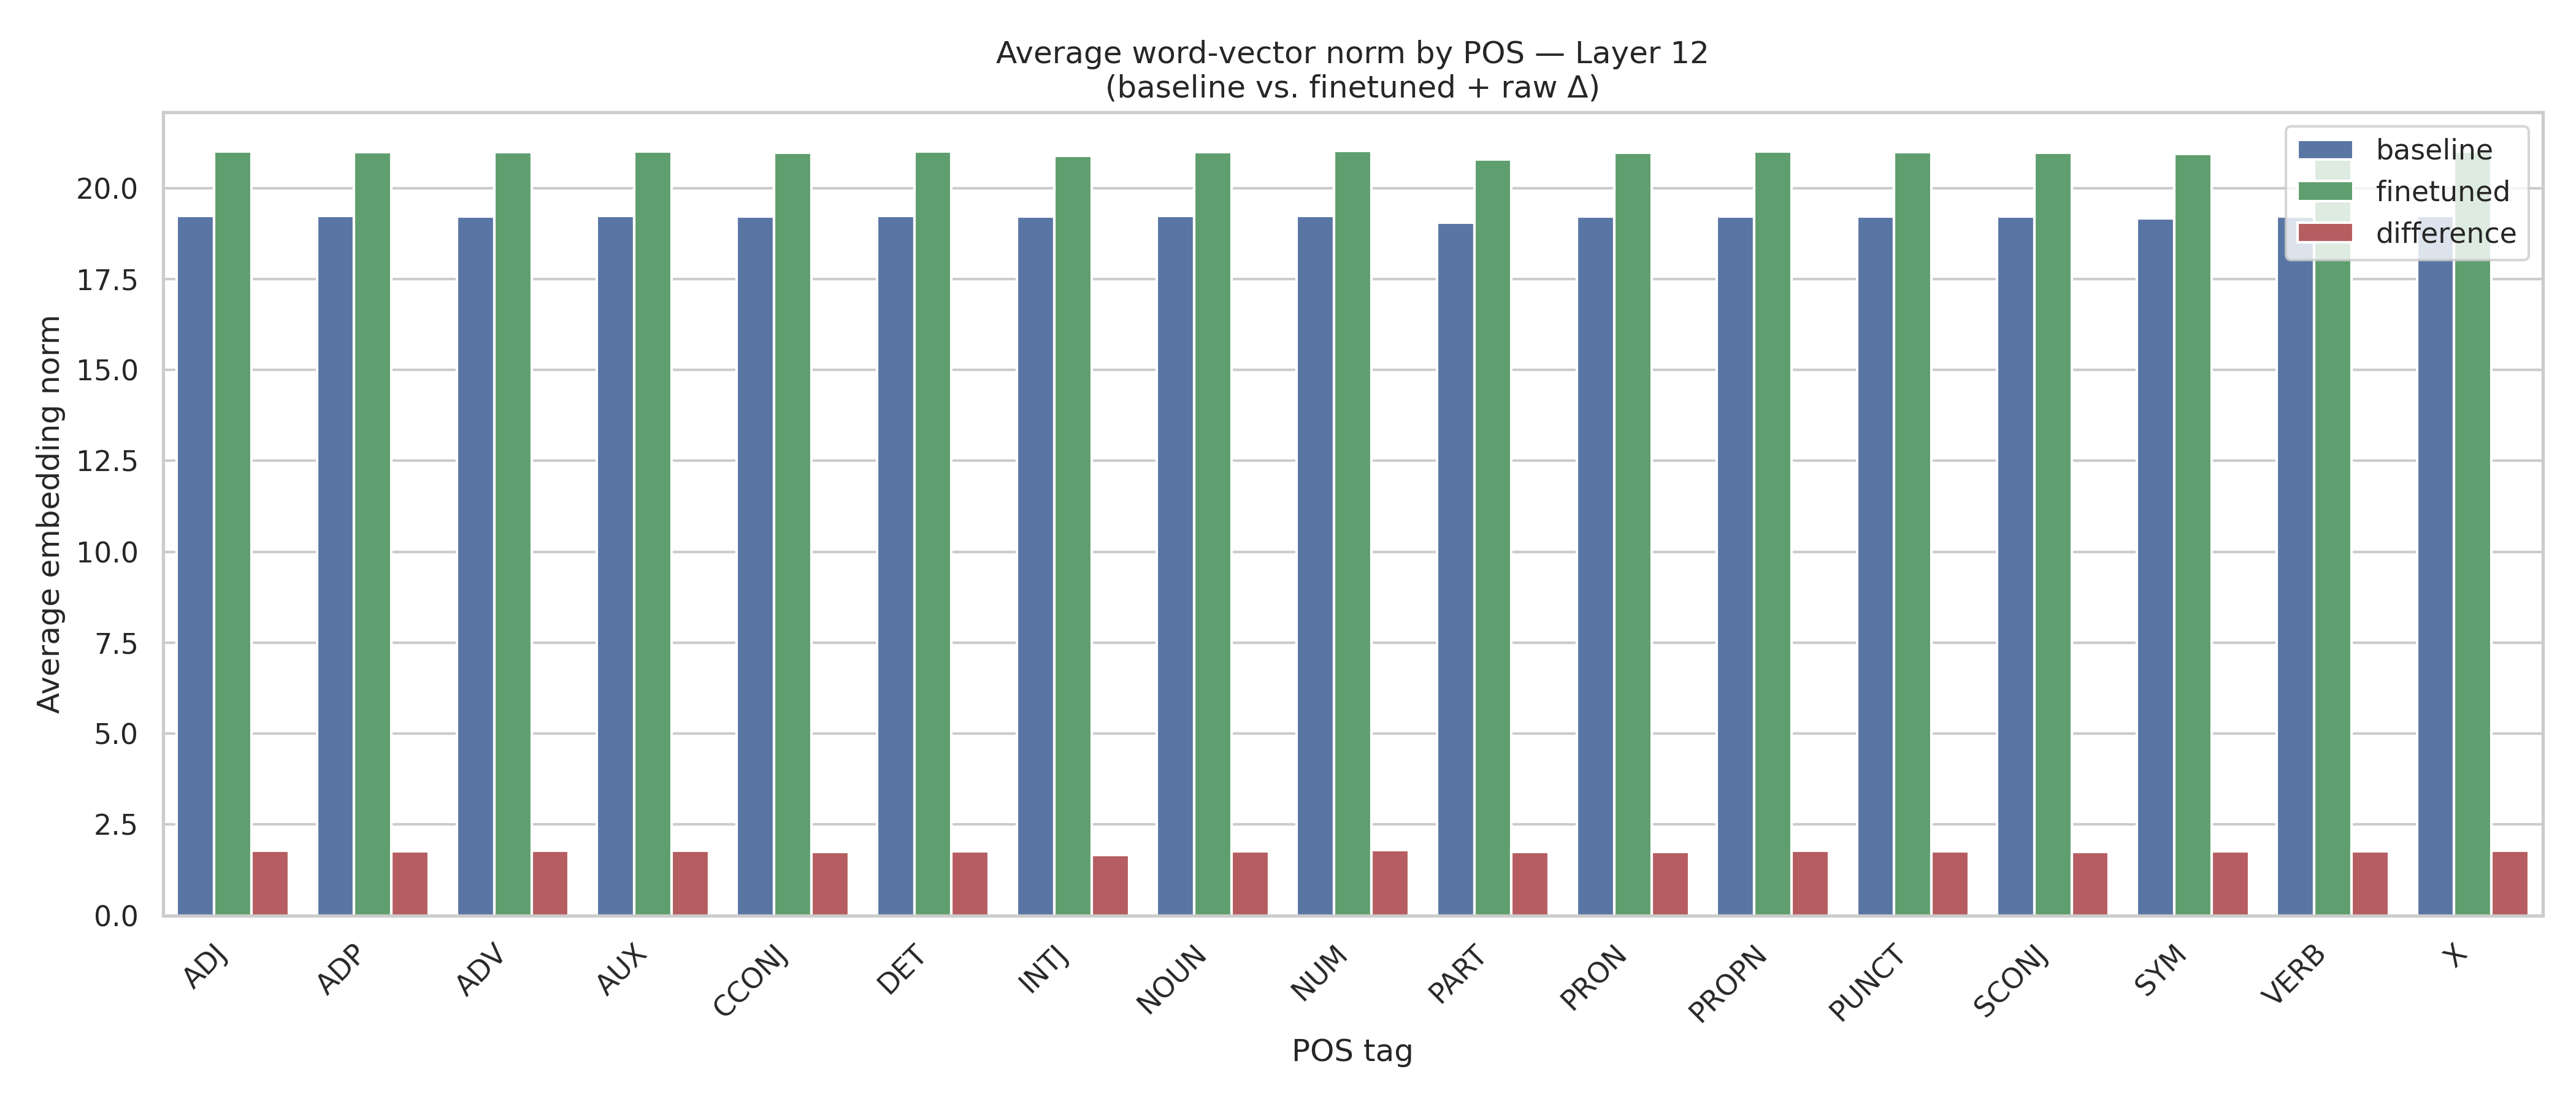 Average word-vector norm by POS — Layer 12
(baseline vs. finetuned + raw Δ)
baseline
finetuned
difference
Average embedding norm
20.0
17.5
15.0
12.5
10.0
7.5
5.0
2.5
0.0
ADJ
ADP
ADV
AUX
CCONJ
DET
INTJ
NOUN
NUM
PART
PRON
PROPN
PUNCT
SCONJ
SYM
VERB
X
POS tag